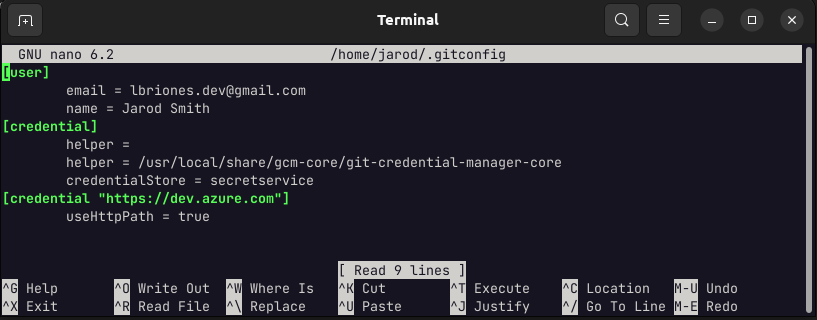 Terminal
GNU nano 6.2 /home/jarod/.gitconfig
[user]
email = lbriones.dev@gmail.com
name = Jarod Smith
[credential]
helper =
helper = /usr/local/share/gcm-core/git-credential-manager-core
credentialStore = secretservice
[credential "https://dev.azure.com"]
useHttpPath = true
[ Read 9 lines ]
^G Help ^O Write Out ^W Where Is ^K Cut ^T Execute ^C Location M-U Undo
^X Exit ^R Read File ^\ Replace ^U Paste ^J Justify ^/ Go To Line M-E Redo